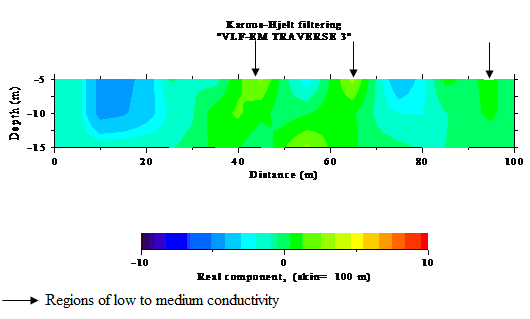 Karous-Hjelt filtering
"VLF-EM TRAVERSE 3"
Depth (m)
-5
-10
-15
0 20 40 60 80 100
Distance (m)
-10 0 10
Real component, (skin= 100 m)
Regions of low to medium conductivity